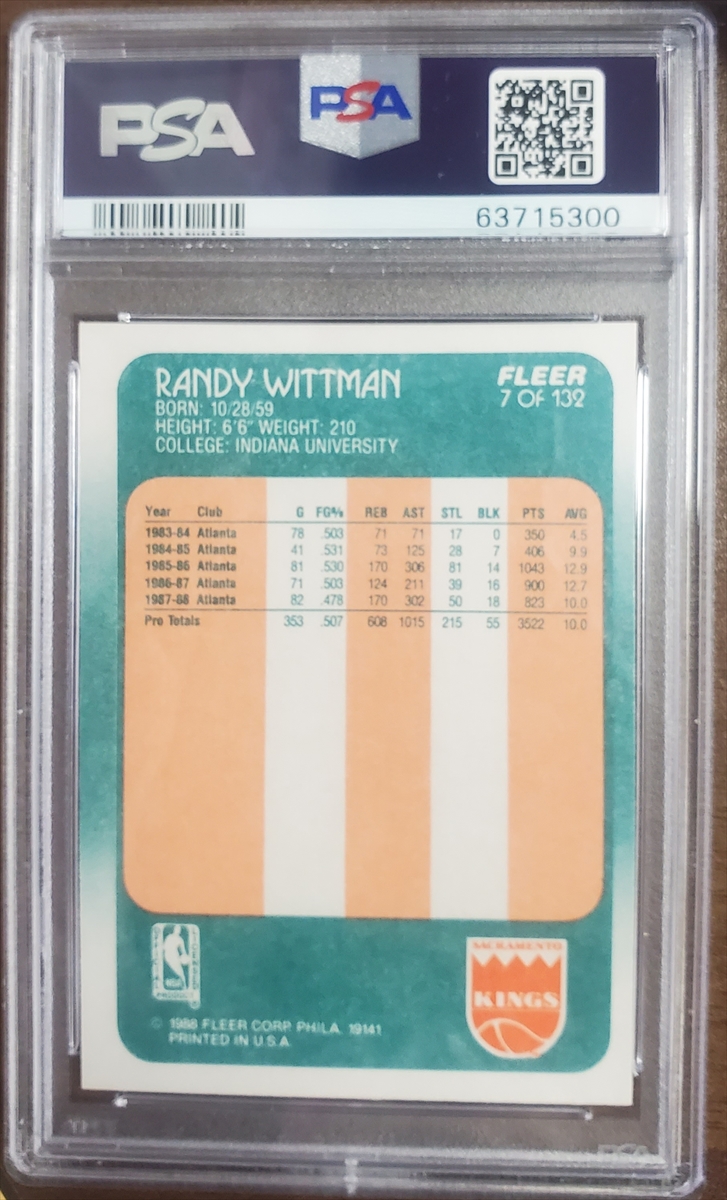 PSA PSA
63715300
RANDY WITTMAN
FLEER
7 OF 132
BORN: 10/28/59
HEIGHT: 6'6" WEIGHT: 210
COLLEGE: INDIANA UNIVERSITY
Year Club G FG% REB AST STL BLK PTS AVG
1983-84 Atlanta 78 .503 71 71 17 0 350 4.5
1984-85 Atlanta 41 .531 73 125 28 7 406 9.9
1985-86 Atlanta 81 .530 170 306 81 14 1043 12.9
1986-87 Atlanta 71 .503 124 211 39 16 900 12.7
1987-88 Atlanta 82 .478 170 302 50 18 823 10.0
Pro Totals 353 .507 608 1015 215 55 3522 10.0
NBA
PRODUCT
SACRAMENTO
KINGS
© 1988 FLEER CORP. PHILA. 19141
PRINTED IN U.S.A.
PSA